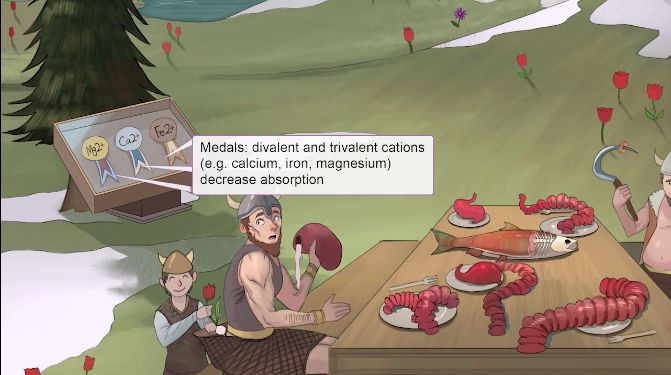 Mg2+
Ca2+
Fe2+
Medals: divalent and trivalent cations
(e.g. calcium, iron, magnesium)
decrease absorption